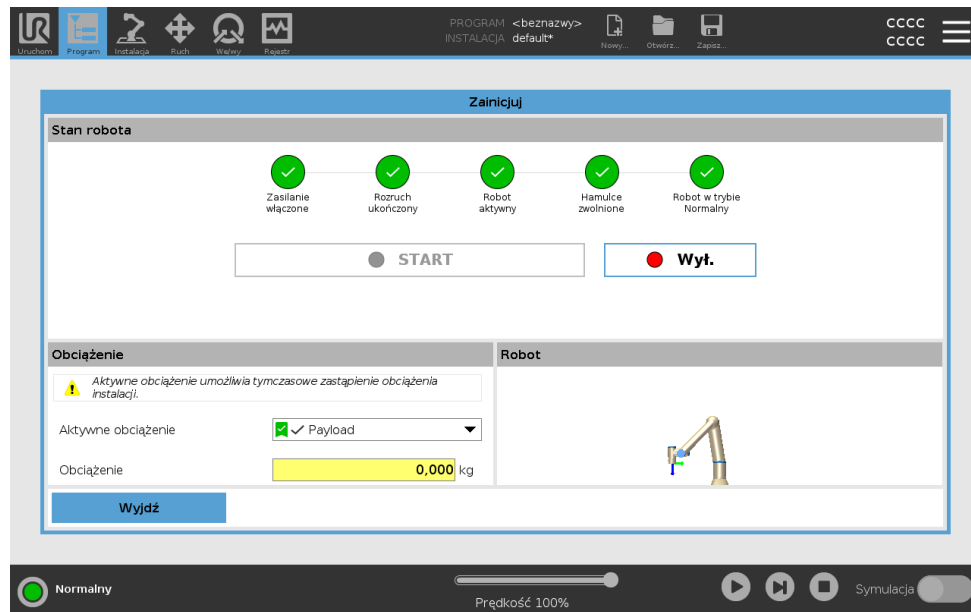 PROGRAM <beznazwy>
INSTALACJA default*
CCCC
CCCC
Uruchom Program Instalacja Ruch We/wy Rejestr Nowy... Otwórz... Zapisz...
Zainicjuj
Stan robota
Zasilanie włączone
Rozruch ukończony
Robot aktywny
Hamulce zwolnione
Robot w trybie Normalny
START
Wył.
Obciążenie
Robot
Aktywne obciążenie umożliwia tymczasowe zastąpienie obciążenia
instalacji.
Aktywne obciążenie Payload
Obciążenie 0,000 kg
Wyjdź
Normalny
Prędkość 100%
Symulacja